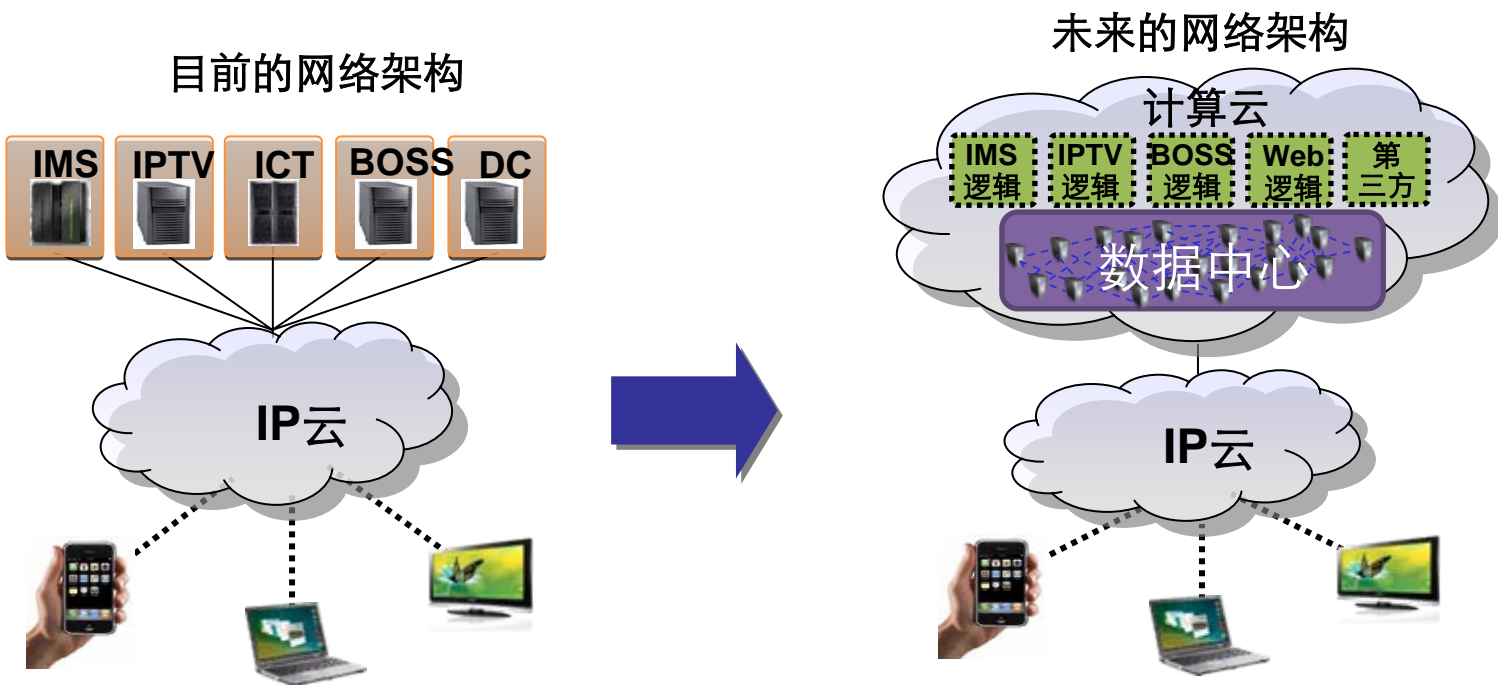 目前的网络架构
IMS
IPTV
ICT
BOSS
DC
IP云
未来的网络架构
计算云
IMS
逻辑
IPTV
逻辑
BOSS
逻辑
Web
逻辑
第
三方
数据中心
IP云